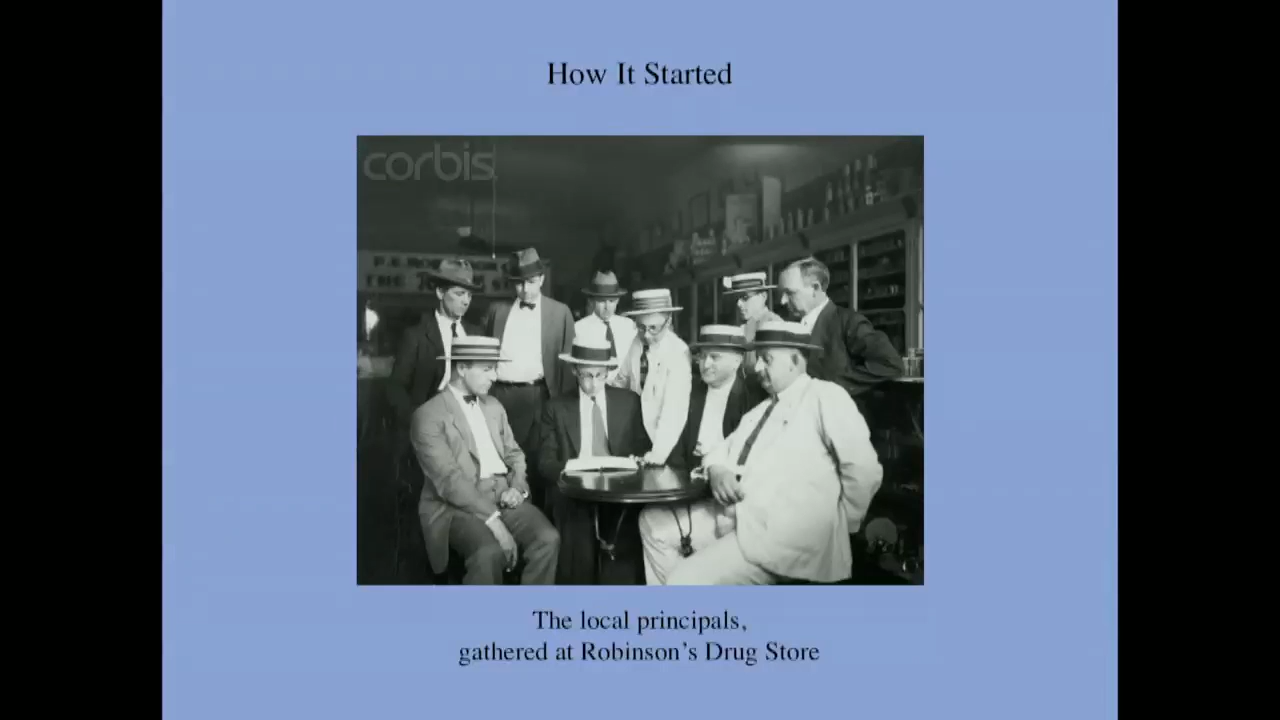 How It Started
corbis
The local principals,
gathered at Robinson's Drug Store